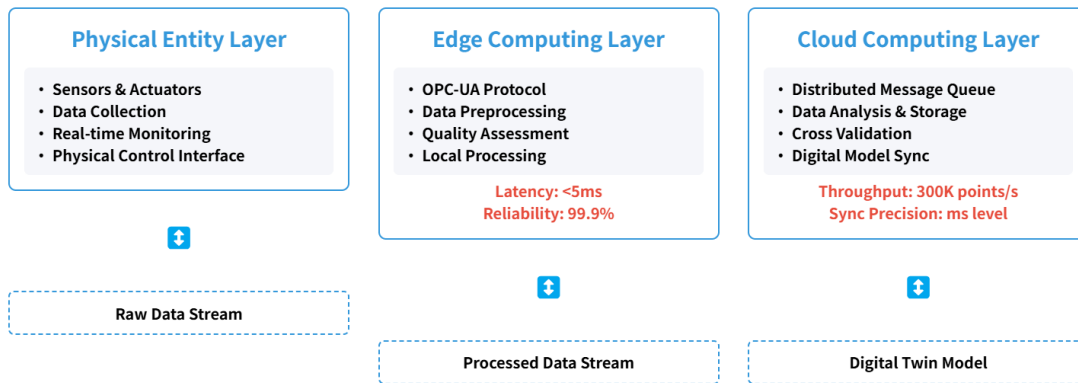 Physical Entity Layer
• Sensors & Actuators
• Data Collection
• Real-time Monitoring
• Physical Control Interface
Raw Data Stream
Edge Computing Layer
• OPC-UA Protocol
• Data Preprocessing
• Quality Assessment
• Local Processing
Latency: <5ms
Reliability: 99.9%
Processed Data Stream
Cloud Computing Layer
• Distributed Message Queue
• Data Analysis & Storage
• Cross Validation
• Digital Model Sync
Throughput: 300K points/s
Sync Precision: ms level
Digital Twin Model